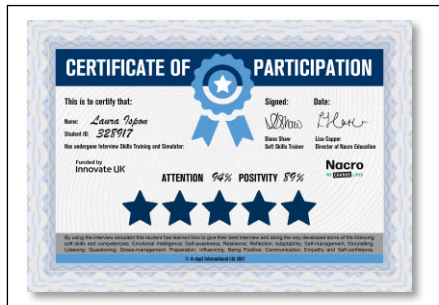 CERTIFICATE OF PARTICIPATION
This is to certify that:
Name: Laura Ispon
Student ID: 328917
Has undergone Interview Skills Training and Simulator:
Signed: Date:
Diane Shaw
Soft Skills Trainer
Lisa Capper
Director of Nacro Education
Funded by
Innovate UK
Nacro
WE CHANGE LIVES
ATTENTION 94% POSITVITY 89%
By using the interview simulator this student has learned how to give their best interview and along the way developed some of the following
soft skills and competencies; Emotional Intelligence; Self-awareness; Resilience; Reflection; Adaptability; Self-management; Storytelling,
Listening; Questioning, Stress-management; Preparation, Influencing; Being Positive; Communication; Empathy and Self-confidence,
International Ltd 2021